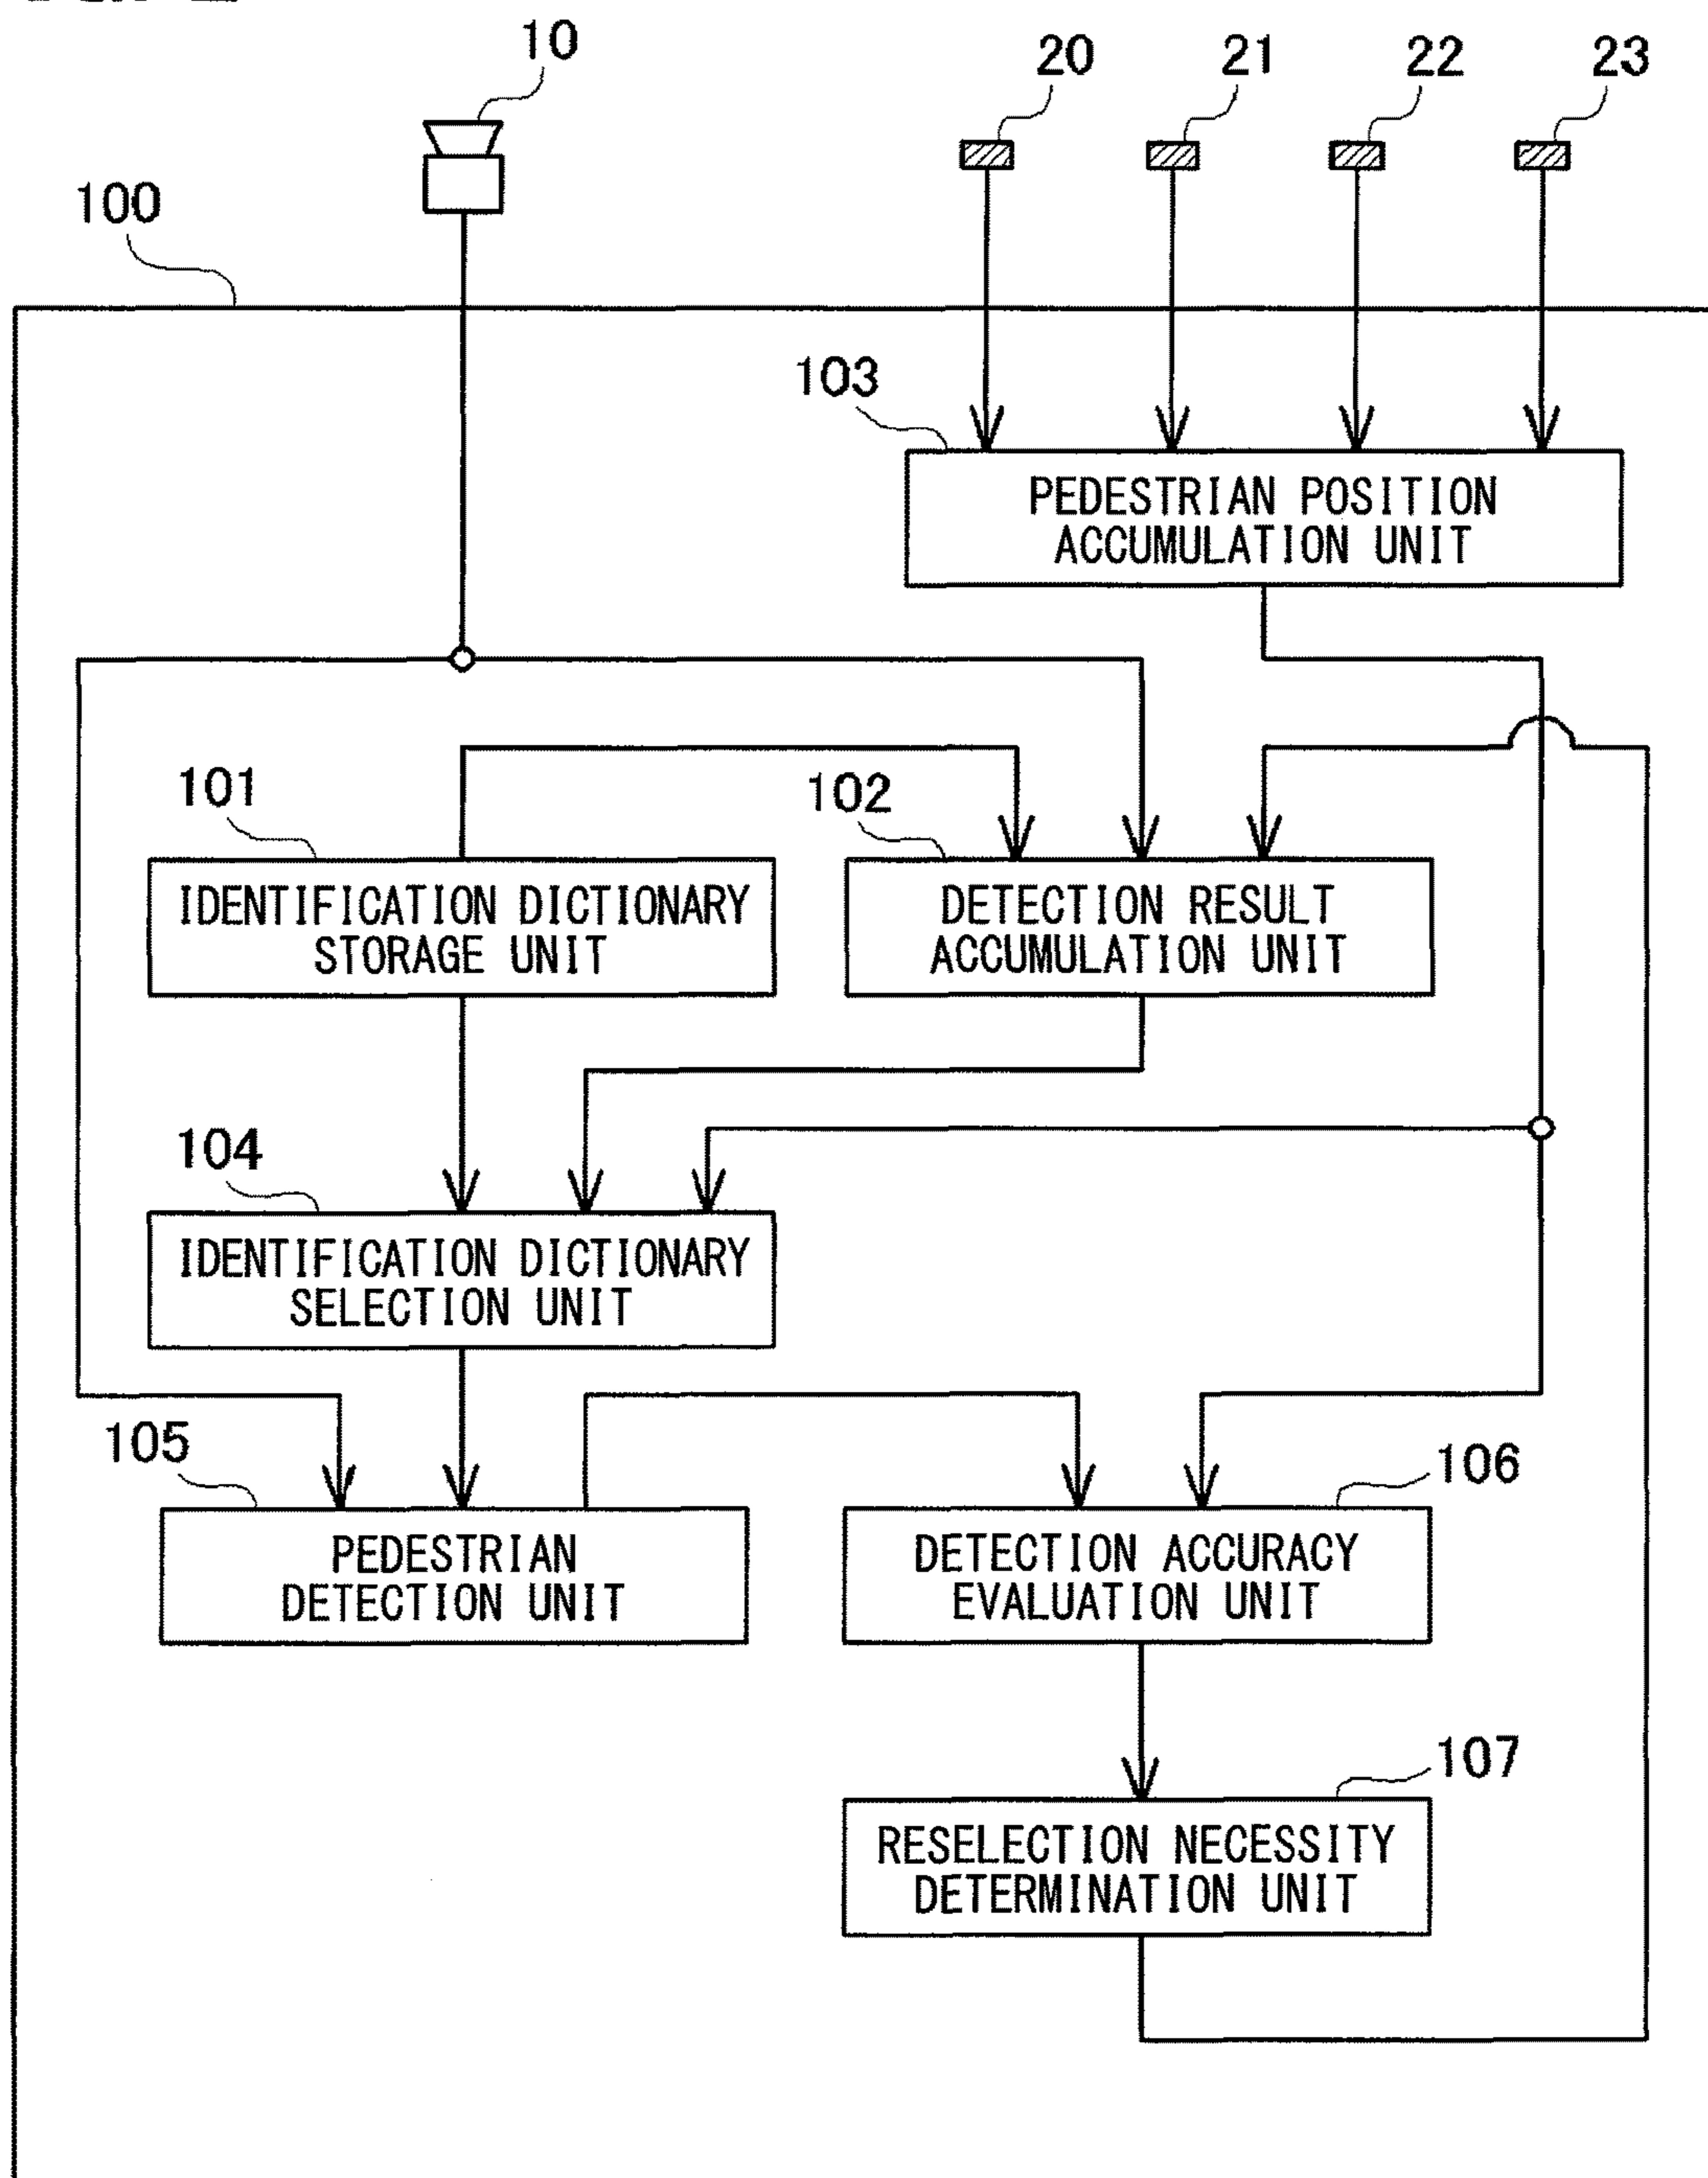 10
20 21 22 23
100
103
PEDESTRIAN POSITION
ACCUMULATION UNIT
101
102
IDENTIFICATION DICTIONARY
STORAGE UNIT
DETECTION RESULT
ACCUMULATION UNIT
104
IDENTIFICATION DICTIONARY
SELECTION UNIT
105
106
PEDESTRIAN
DETECTION UNIT
DETECTION ACCURACY
EVALUATION UNIT
107
RESELECTION NECESSITY
DETERMINATION UNIT